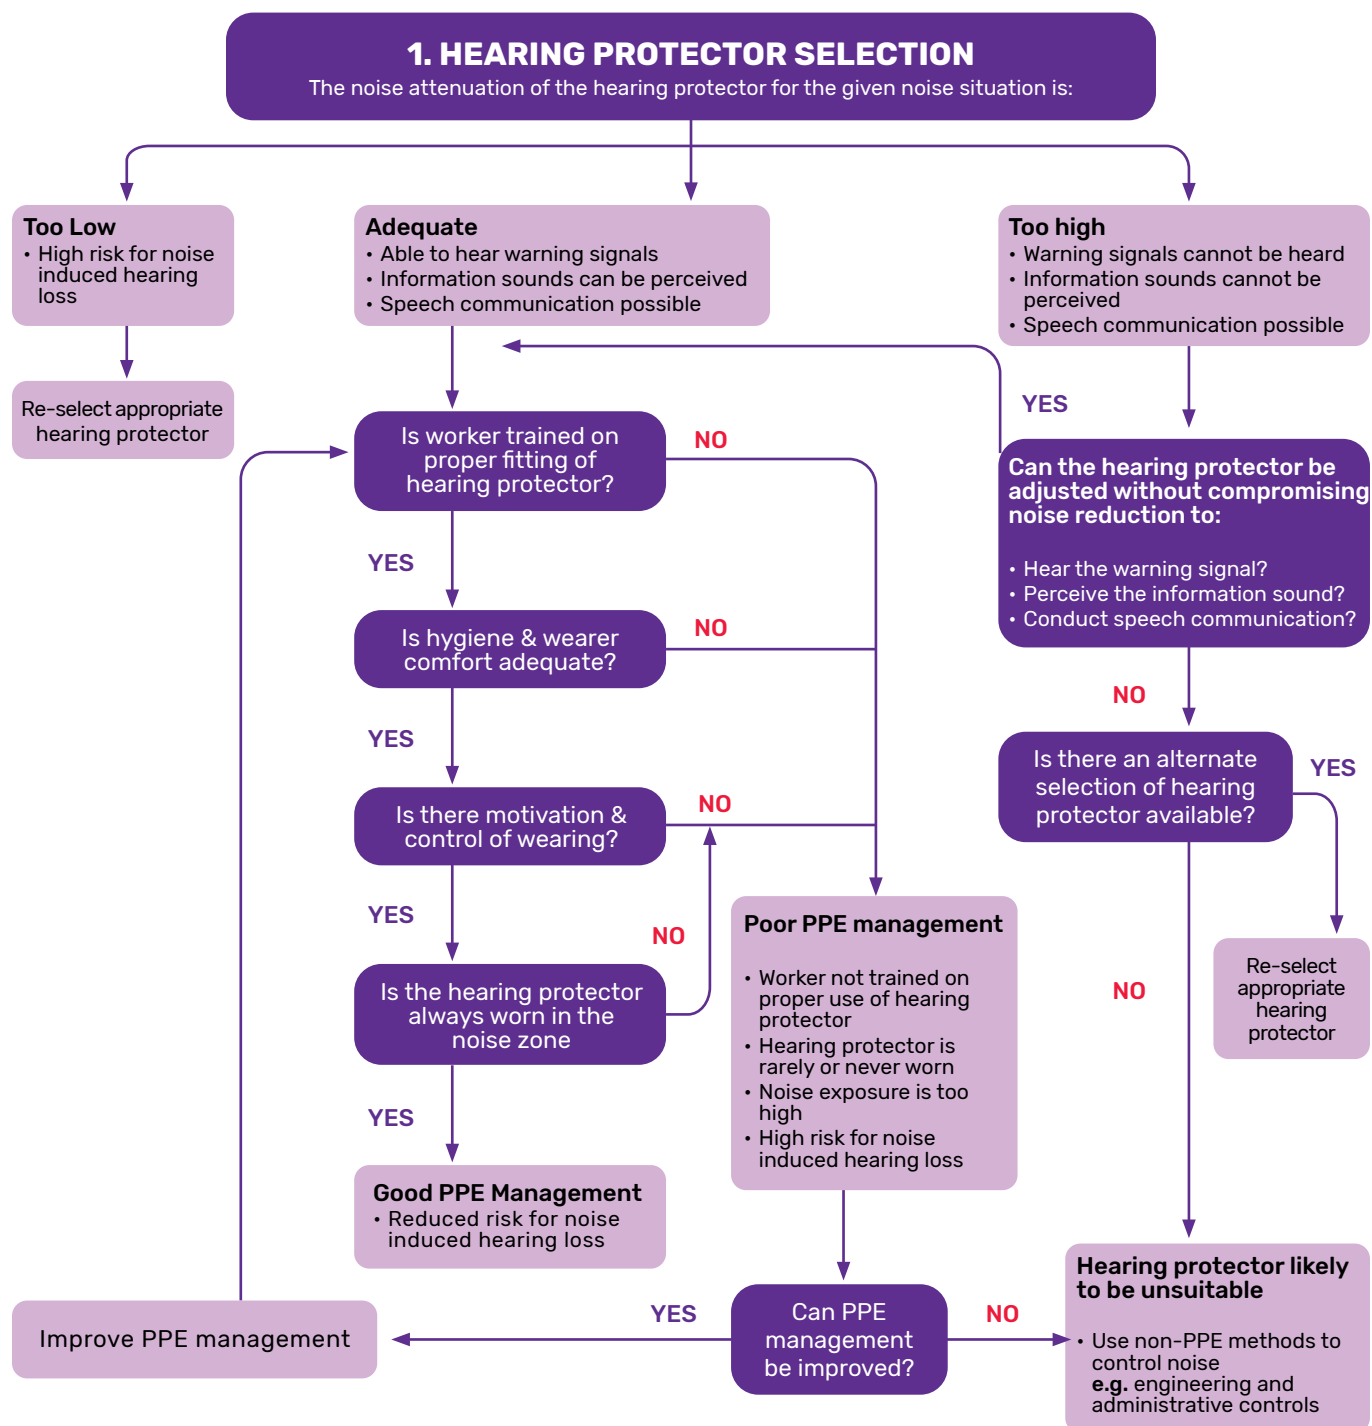 1. HEARING PROTECTOR SELECTION
The noise attenuation of the hearing protector for the given noise situation is:
Too Low
• High risk for noise
induced hearing
loss
Adequate
• Able to hear warning signals
• Information sounds can be perceived
• Speech communication possible
Too high
• Warning signals cannot be heard
• Information sounds cannot be
perceived
• Speech communication possible
Re-select appropriate
hearing protector
YES
Is worker trained on
proper fitting of
hearing protector?
NO
Can the hearing protector be
adjusted without compromising
noise reduction to:
• Hear the warning signal?
• Perceive the information sound?
• Conduct speech communication?
YES
Is hygiene & wearer
comfort adequate?
NO
NO
YES
Is there an alternate
selection of hearing
protector available?
YES
Is there motivation &
control of wearing?
NO
YES
NO
Poor PPE management
• Worker not trained on
proper use of hearing
protector
• Hearing protector is
rarely or never worn
• Noise exposure is too
high
• High risk for noise
induced hearing loss
Is the hearing protector
always worn in the
noise zone
NO
Re-select
appropriate
hearing
protector
YES
Good PPE Management
• Reduced risk for noise
induced hearing loss
Hearing protector likely
to be unsuitable
• Use non-PPE methods to
control noise
e.g. engineering and
administrative controls
Improve PPE management
YES
Can PPE
management
be improved?
NO